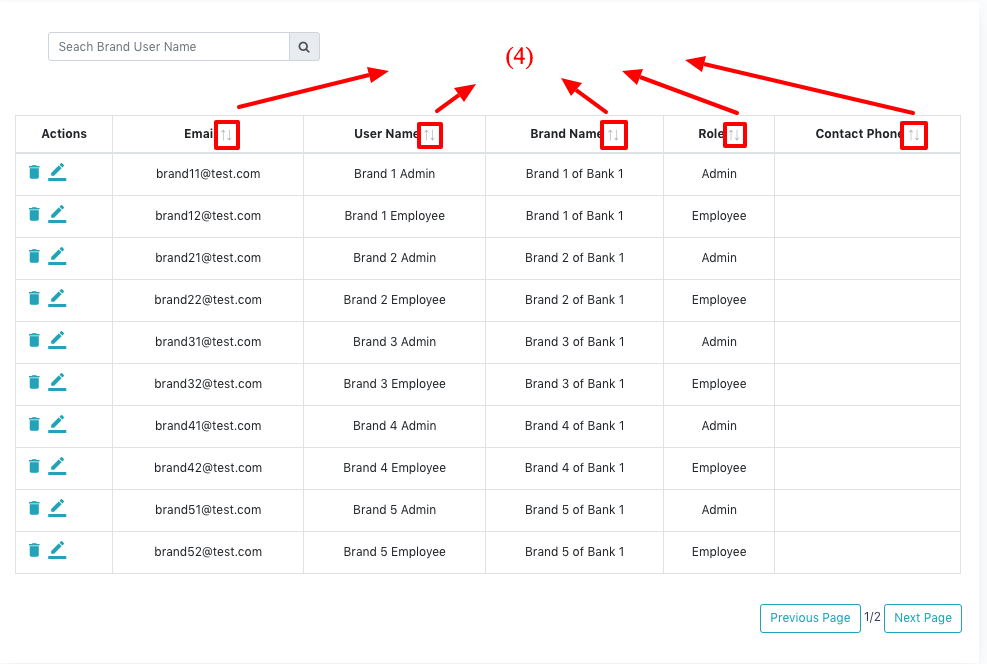 Seach Brand User Name
(4)
Actions Email User Name Brand Name Role Contact Phone
brand11@test.com Brand 1 Admin Brand 1 of Bank 1 Admin
brand12@test.com Brand 1 Employee Brand 1 of Bank 1 Employee
brand21@test.com Brand 2 Admin Brand 2 of Bank 1 Admin
brand22@test.com Brand 2 Employee Brand 2 of Bank 1 Employee
brand31@test.com Brand 3 Admin Brand 3 of Bank 1 Admin
brand32@test.com Brand 3 Employee Brand 3 of Bank 1 Employee
brand41@test.com Brand 4 Admin Brand 4 of Bank 1 Admin
brand42@test.com Brand 4 Employee Brand 4 of Bank 1 Employee
brand51@test.com Brand 5 Admin Brand 5 of Bank 1 Admin
brand52@test.com Brand 5 Employee Brand 5 of Bank 1 Employee
Previous Page 1/2 Next Page